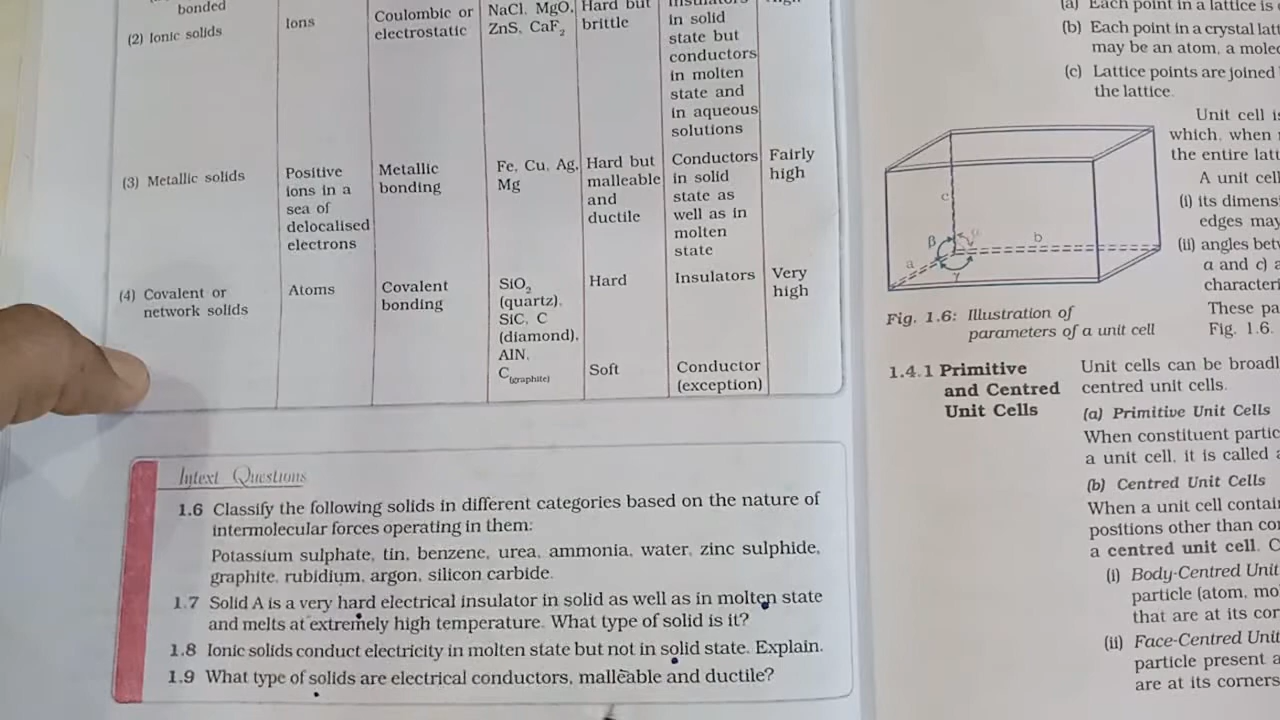 bonded
(2) Ionic solids
Ions
Coulombic or
electrostatic
NaCl, MgO,
ZnS, CaF₂
Hard but
brittle
in solid
state but
conductors
in molten
state and
in aqueous
solutions
(3) Metallic solids
Positive
ions in a
sea of
delocalised
electrons
Metallic
bonding
Fe, Cu, Ag,
Mg
Hard but
malleable
and
ductile
Conductors
in solid
state as
well as in
molten
state
Fairly
high
(4) Covalent or
network solids
Atoms
Covalent
bonding
SiO₂
(quartz),
SiC, C
(diamond),
AlN,
C(graphite)
Hard
Soft
Insulators
Conductor
(exception)
Very
high
Intext Questions
1.6 Classify the following solids in different categories based on the nature of
intermolecular forces operating in them:
Potassium sulphate, tin, benzene, urea, ammonia, water, zinc sulphide,
graphite, rubidium, argon, silicon carbide.
1.7 Solid A is a very hard electrical insulator in solid as well as in molten state
and melts at extremely high temperature. What type of solid is it?
1.8 Ionic solids conduct electricity in molten state but not in solid state. Explain.
1.9 What type of solids are electrical conductors, malleable and ductile?
(a) Each point in a lattice is
(b) Each point in a crystal
may be an atom, a
(c) Lattice points are joined
the lattice.
Unit cell
which, when
the entire
A unit cell
(i) its
edges may
(ii) angles
α and c)
These
Fig. 1.6.
c
β
α
b
a
γ
Fig. 1.6: Illustration of
parameters of a unit cell
1.4.1 Primitive
and Centred
Unit Cells
Unit cells can be
centred unit cells.
(a) Primitive Unit Cells
When constituent
a unit cell, it is called
(b) Centred Unit Cells
When a unit cell
positions other than
a centred unit cell.
(i) Body-Centred Unit
particle (atom,
that are at its
(ii) Face-Centred
particle present
are at its corners